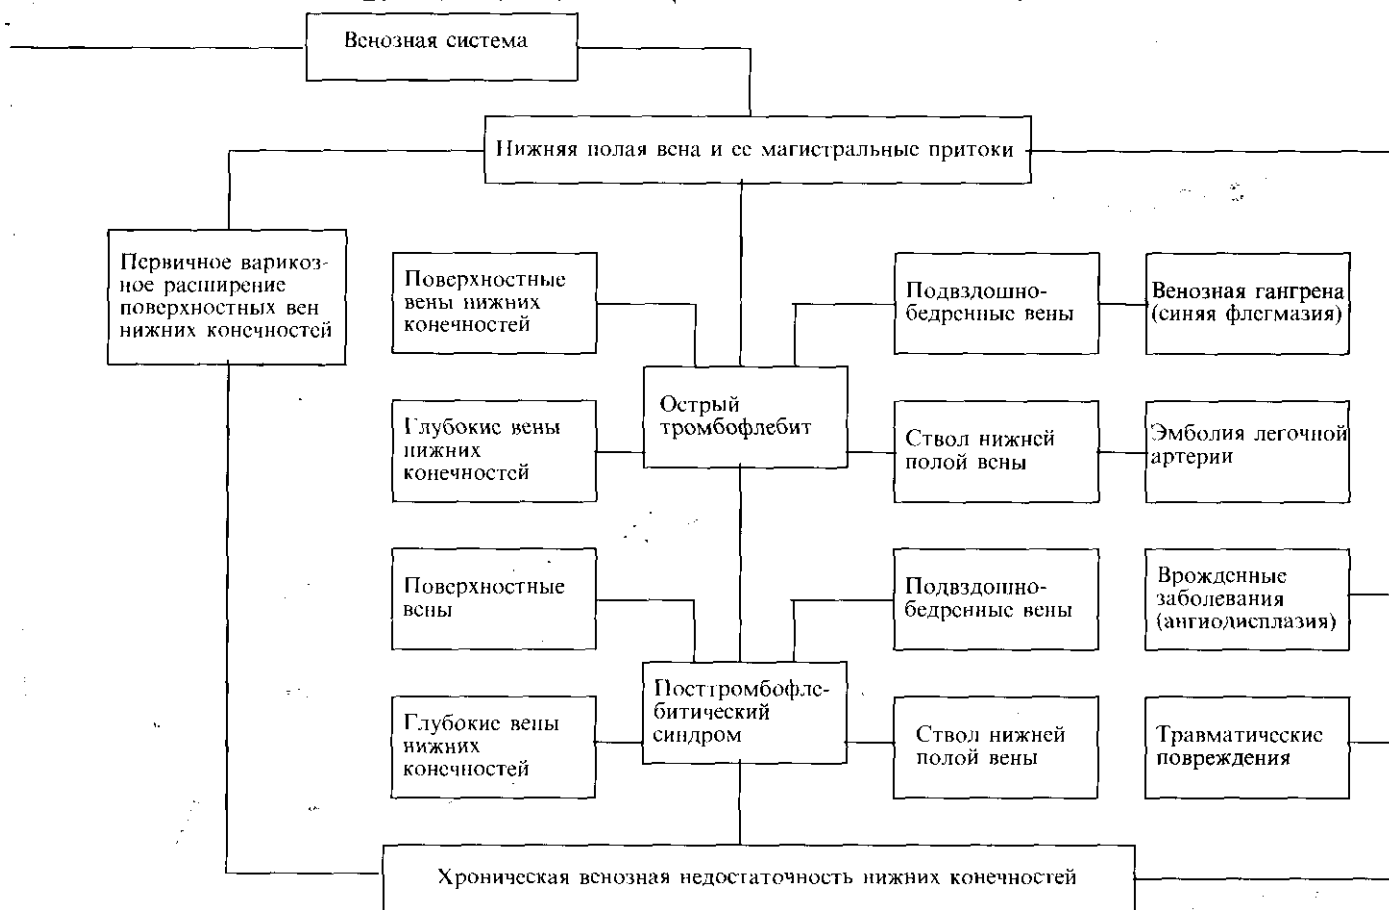 Венозная система
Нижняя полая вена и ее магистральные притоки
Первичное варикоз-
ное расширение
поверхностных вен
нижних конечностей
Поверхностные
вены нижних
конечностей
Подвздошно-
бедренные вены
Венозная гангрена
(синяя флегмазия)
Острый
тромбофлебит
Глубокие вены
нижних
конечностей
Ствол нижней
полой вены
Эмболия легочной
артерии
Поверхностные
вены
Подвздошно-
бедренные вены
Врожденные
заболевания
(ангиодисплазия)
Посттромбофле-
битический
синдром
Глубокие вены
нижних
конечностей
Ствол нижней
полой вены
Травматические
повреждения
Хроническая венозная недостаточность нижних конечностей